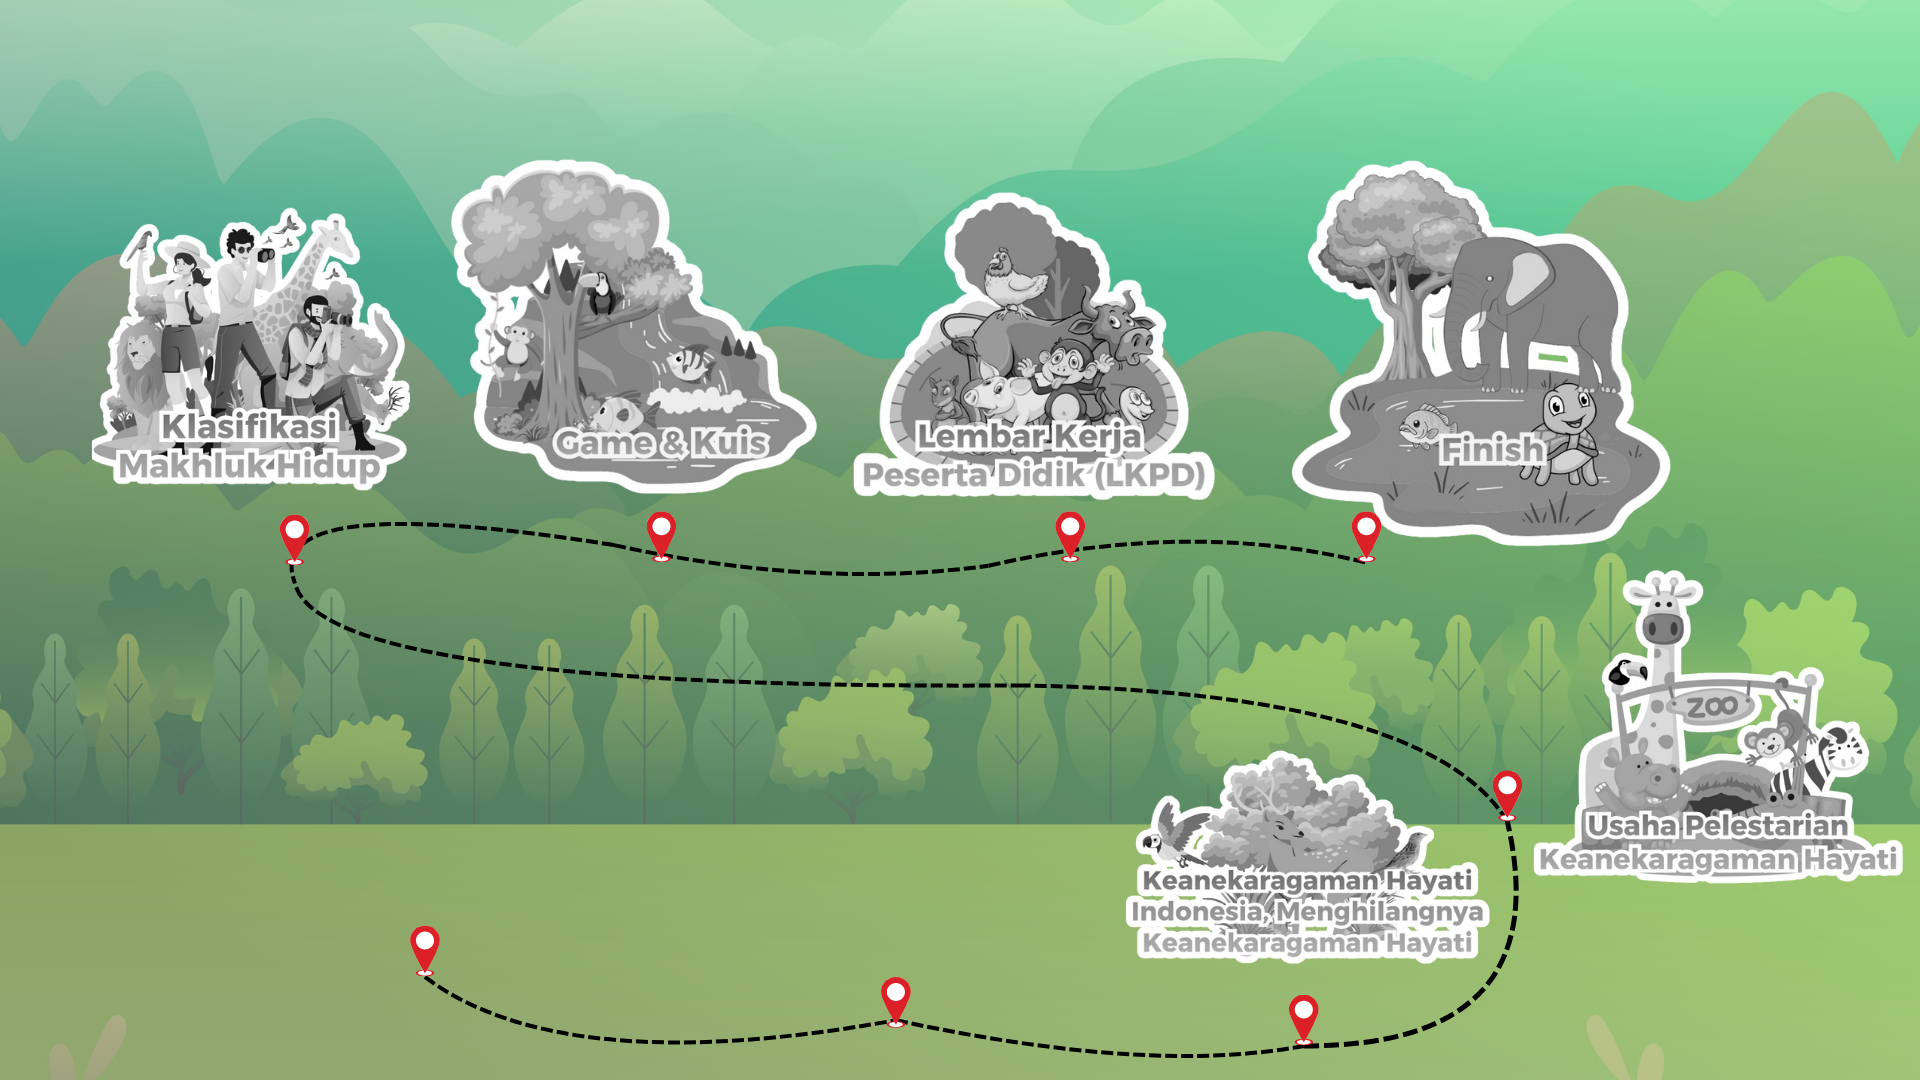 Klasifikasi
Makhluk Hidup
Game & Kuis
Lembar Kerja
Peserta Didik (LKPD)
Finish
ZOO
Usaha Pelestarian
Keanekaragaman Hayati
Keanekaragaman Hayati
Indonesia, Menghilangnya
Keanekaragaman Hayati